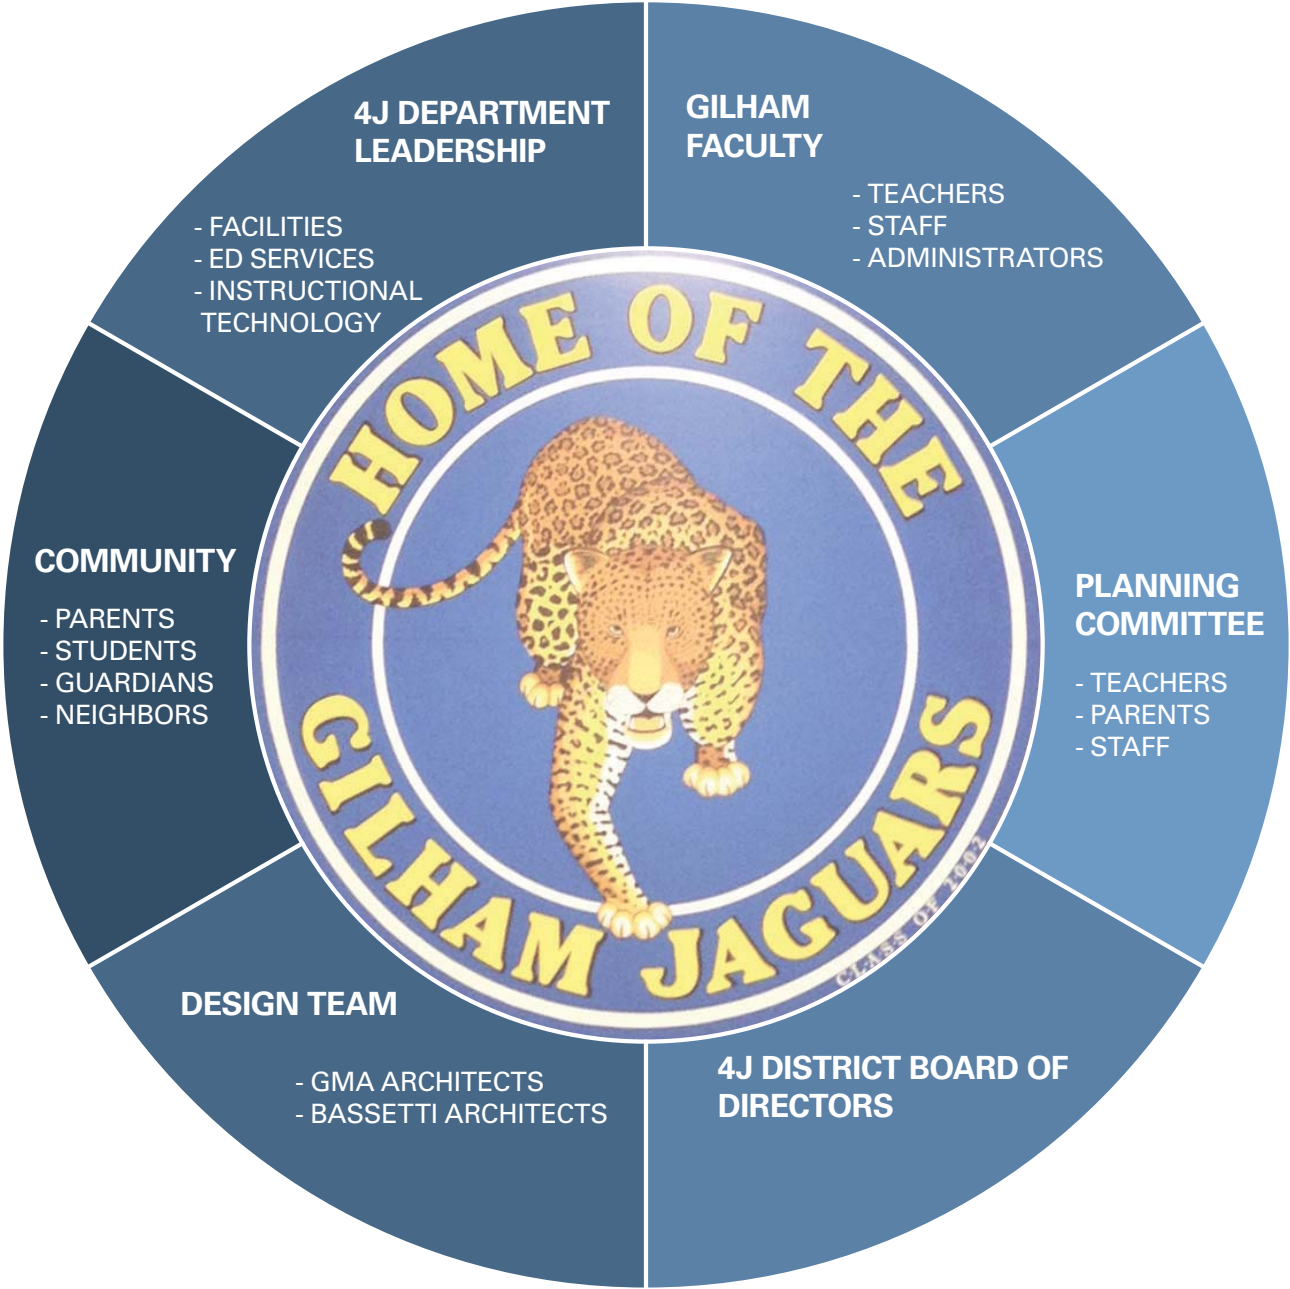 4J DEPARTMENT
LEADERSHIP
- FACILITIES
- ED SERVICES
- INSTRUCTIONAL
TECHNOLOGY
GILHAM
FACULTY
- TEACHERS
- STAFF
- ADMINISTRATORS
PLANNING
COMMITTEE
- TEACHERS
- PARENTS
- STAFF
4J DISTRICT BOARD OF
DIRECTORS
DESIGN TEAM
- GMA ARCHITECTS
- BASSETTI ARCHITECTS
COMMUNITY
- PARENTS
- STUDENTS
- GUARDIANS
- NEIGHBORS
HOME OF THE
GILHAM JAGUARS
CLASS OF 2002